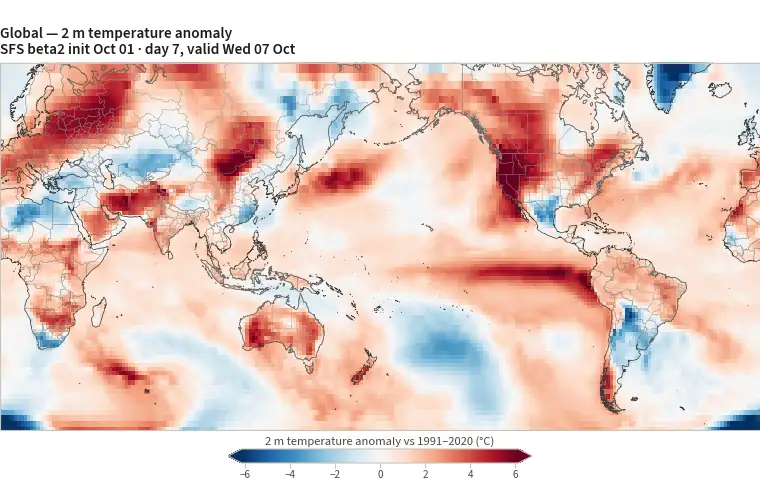 Global — 2 m temperature anomaly
SFS beta2 init Oct 01 · day 7, valid Wed 07 Oct
2 m temperature anomaly vs 1991–2020 (°C)
−6 −4 −2 0 2 4 6